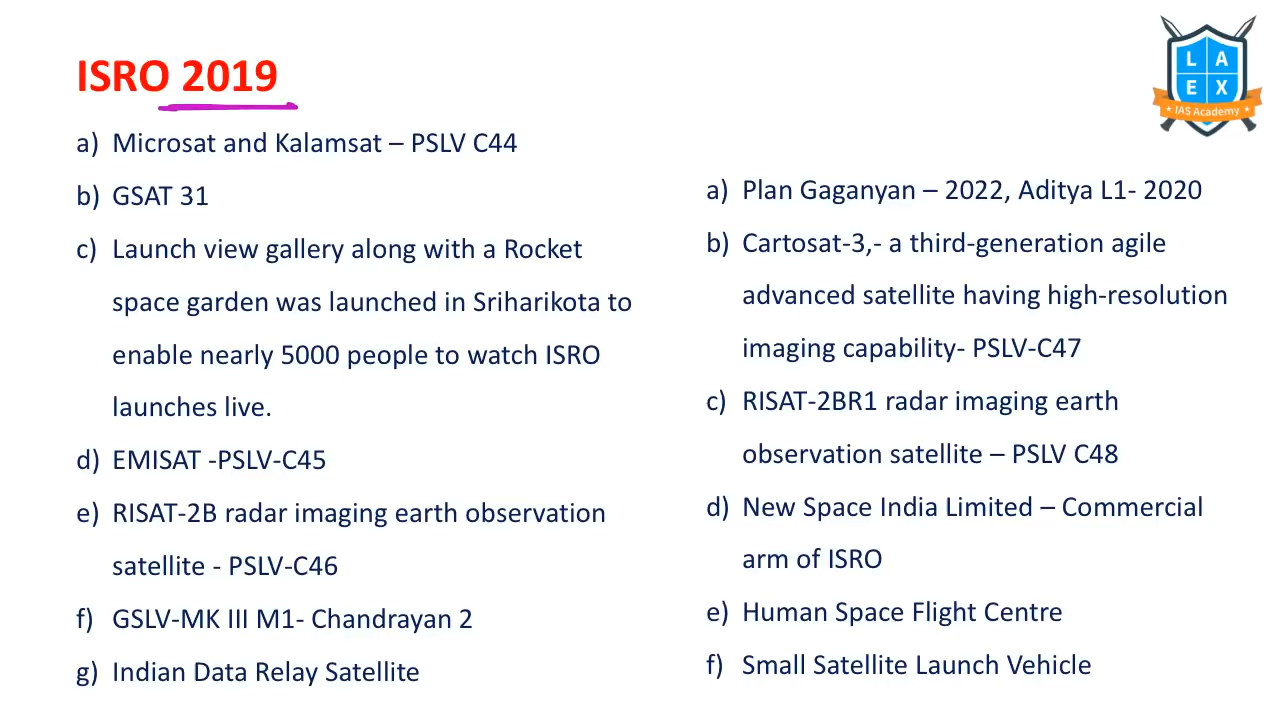 ISRO 2019
a) Microsat and Kalamsat – PSLV C44
b) GSAT 31
c) Launch view gallery along with a Rocket
space garden was launched in Sriharikota to
enable nearly 5000 people to watch ISRO
launches live.
d) EMISAT -PSLV-C45
e) RISAT-2B radar imaging earth observation
satellite - PSLV-C46
f) GSLV-MK III M1- Chandrayan 2
g) Indian Data Relay Satellite
a) Plan Gaganyan – 2022, Aditya L1- 2020
b) Cartosat-3,- a third-generation agile
advanced satellite having high-resolution
imaging capability- PSLV-C47
c) RISAT-2BR1 radar imaging earth
observation satellite – PSLV C48
d) New Space India Limited – Commercial
arm of ISRO
e) Human Space Flight Centre
f) Small Satellite Launch Vehicle
L A
E X
IAS Academy